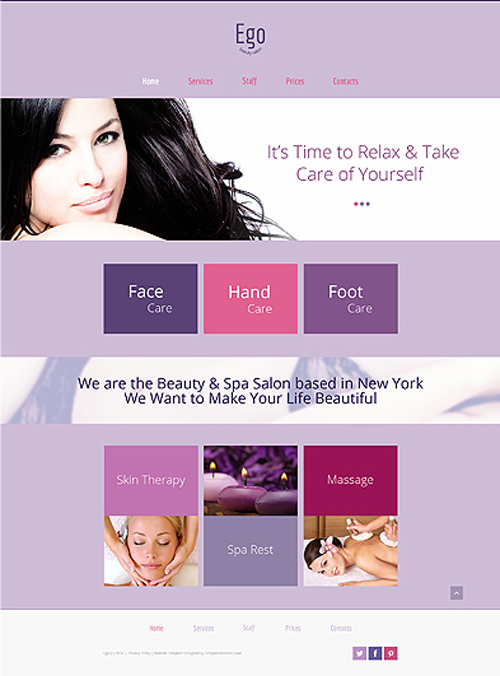 Ego
beauty salon
Home Services Staff Prices Contacts
It's Time to Relax & Take
Care of Yourself
Face
Care
Hand
Care
Foot
Care
We are the Beauty & Spa Salon based in New York
We Want to Make Your Life Beautiful
Skin Therapy
Massage
Spa Rest
Home Services Staff Prices Contacts
Privacy Policy